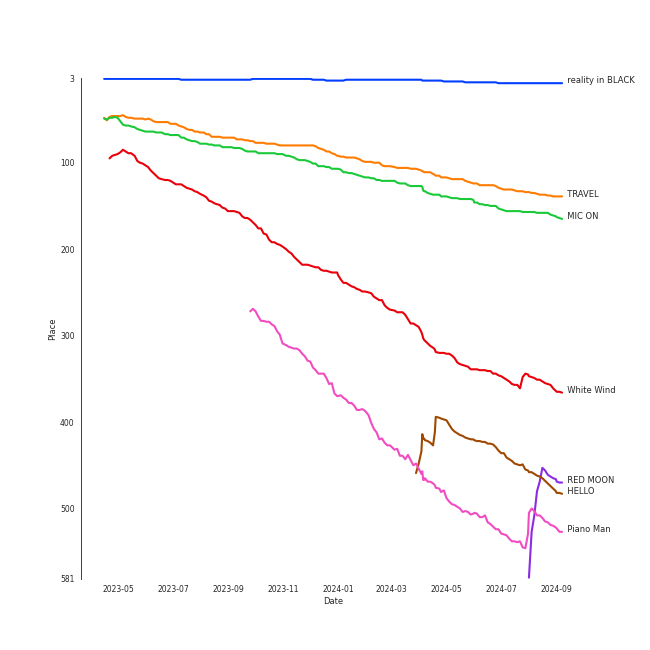 3
100
200
300
400
500
581
Place
2023-05
2023-07
2023-09
2023-11
2024-01
2024-03
2024-05
2024-07
2024-09
Date
reality in BLACK
TRAVEL
MIC ON
White Wind
RED MOON
HELLO
Piano Man